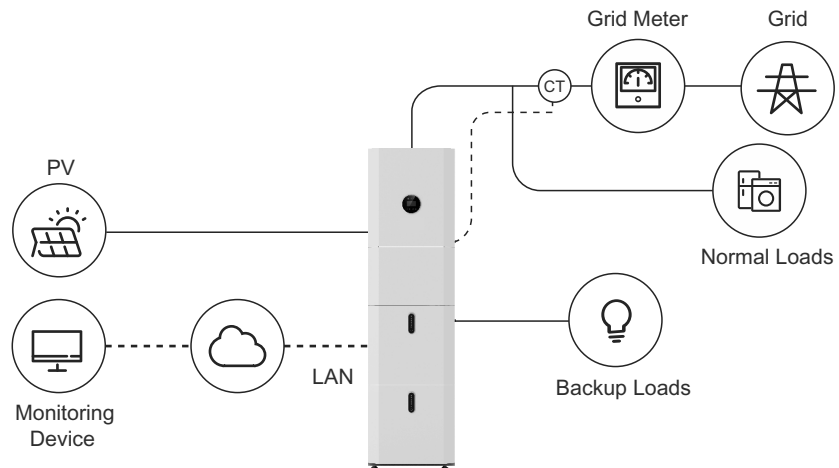 Grid Meter
Grid
CT
PV
Normal Loads
LAN
Backup Loads
Monitoring
Device